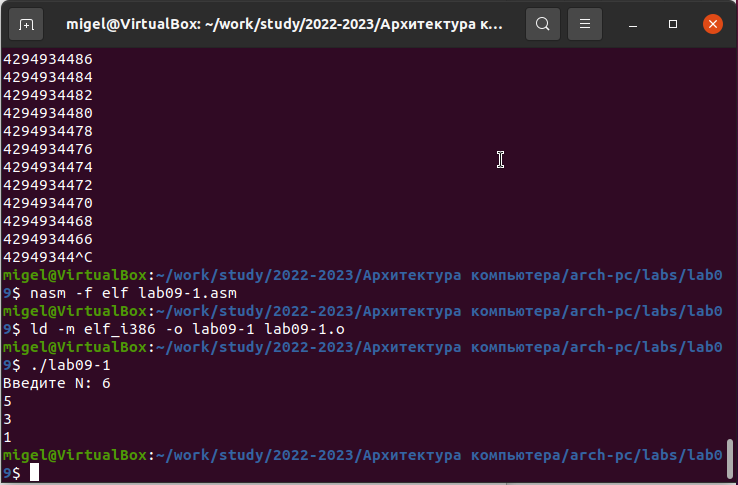 migel@VirtualBox: ~/work/study/2022-2023/Архитектура к...
4294934486
4294934484
4294934482
4294934480
4294934478
4294934476
4294934474
4294934472
4294934470
4294934468
4294934466
42949344^C
migel@VirtualBox:~/work/study/2022-2023/Архитектура компьютера/arch-pc/labs/lab0
9$ nasm -f elf lab09-1.asm
migel@VirtualBox:~/work/study/2022-2023/Архитектура компьютера/arch-pc/labs/lab0
9$ ld -m elf_i386 -o lab09-1 lab09-1.o
migel@VirtualBox:~/work/study/2022-2023/Архитектура компьютера/arch-pc/labs/lab0
9$ ./lab09-1
Введите N: 6
5
3
1
migel@VirtualBox:~/work/study/2022-2023/Архитектура компьютера/arch-pc/labs/lab0
9$